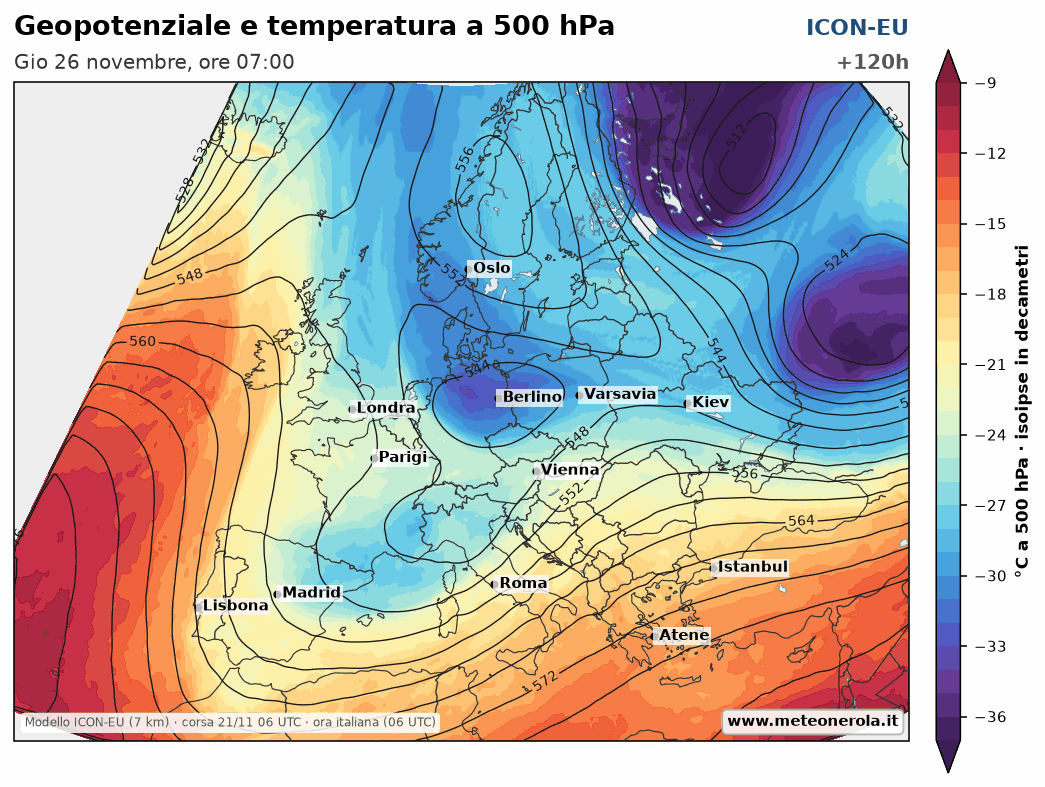 Geopotenziale e temperatura a 500 hPa
ICON-EU
Gio 26 novembre, ore 07:00
+120h
−9
−12
−15
−18
−21
−24
−27
−30
−33
−36
°C a 500 hPa · isoipse in decametri
532
528
548
560
556
552
544
512
532
524
544
548
552
556
564
572
Oslo
Berlino
Varsavia
Kiev
Londra
Parigi
Vienna
Istanbul
Roma
Madrid
Lisbona
Atene
Modello ICON-EU (7 km) · corsa 21/11 06 UTC · ora italiana (06 UTC)
www.meteonerola.it